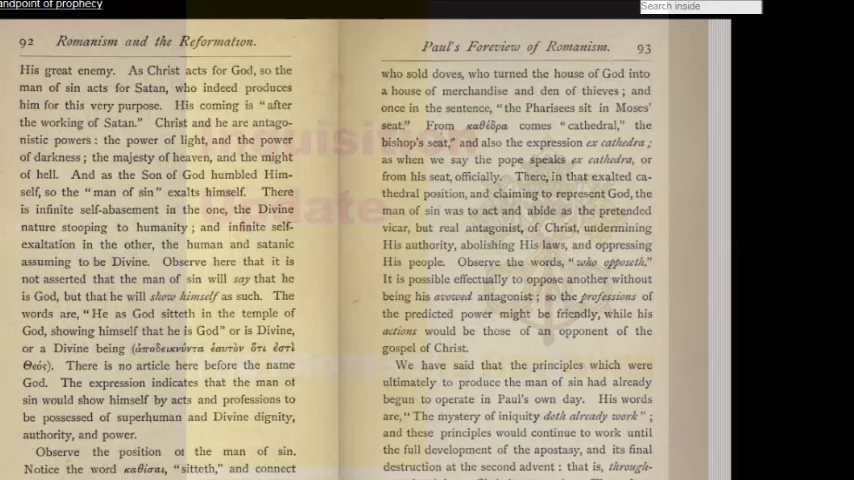 andpoint of prophecy
Search inside
92 Romanism and the Reformation.
His great enemy. As Christ acts for God, so the
man of sin acts for Satan, who indeed produces
him for this very purpose. His coming is "after
the working of Satan." Christ and he are antago-
nistic powers: the power of light, and the power
of darkness; the majesty of heaven, and the might
of hell. And as the Son of God humbled Him-
self, so the "man of sin" exalts himself. There
is infinite self-abasement in the one, the Divine
nature stooping to humanity; and infinite self-
exaltation in the other, the human and satanic
assuming to be Divine. Observe here that it is
not asserted that the man of sin will say that he
is God, but that he will show himself as such. The
words are, "He as God sitteth in the temple of
God, showing himself that he is God" or is Divine,
or a Divine being (ἀποδεικνύντα ἑαυτὸν ὅτι ἐστὶ
Θεός). There is no article here before the name
God. The expression indicates that the man of
sin would show himself by acts and professions to
be possessed of superhuman and Divine dignity,
authority, and power.
Observe the position of the man of sin.
Notice the word καθίσαι, "sitteth," and connect
Paul's Foreview of Romanism. 93
who sold doves, who turned the house of God into
a house of merchandise and den of thieves; and
once in the sentence, "the Pharisees sit in Moses'
seat." From καθέδρα comes "cathedral," the
bishop's seat," and also the expression ex cathedra;
as when we say the pope speaks ex cathedra, or
from his seat, officially. There, in that exalted ca-
thedral position, and claiming to represent God, the
man of sin was to act and abide as the pretended
vicar, but real antagonist, of Christ, undermining
His authority, abolishing His laws, and oppressing
His people. Observe the words, "who opposeth."
It is possible effectually to oppose another without
being his avowed antagonist; so the professions of
the predicted power might be friendly, while his
actions would be those of an opponent of the
gospel of Christ.
We have said that the principles which were
ultimately to produce the man of sin had already
begun to operate in Paul's own day. His words
are, "The mystery of iniquity doth already work";
and these principles would continue to work until
the full development of the apostasy, and its final
destruction at the second advent: that is, through-
Inquisition
Update